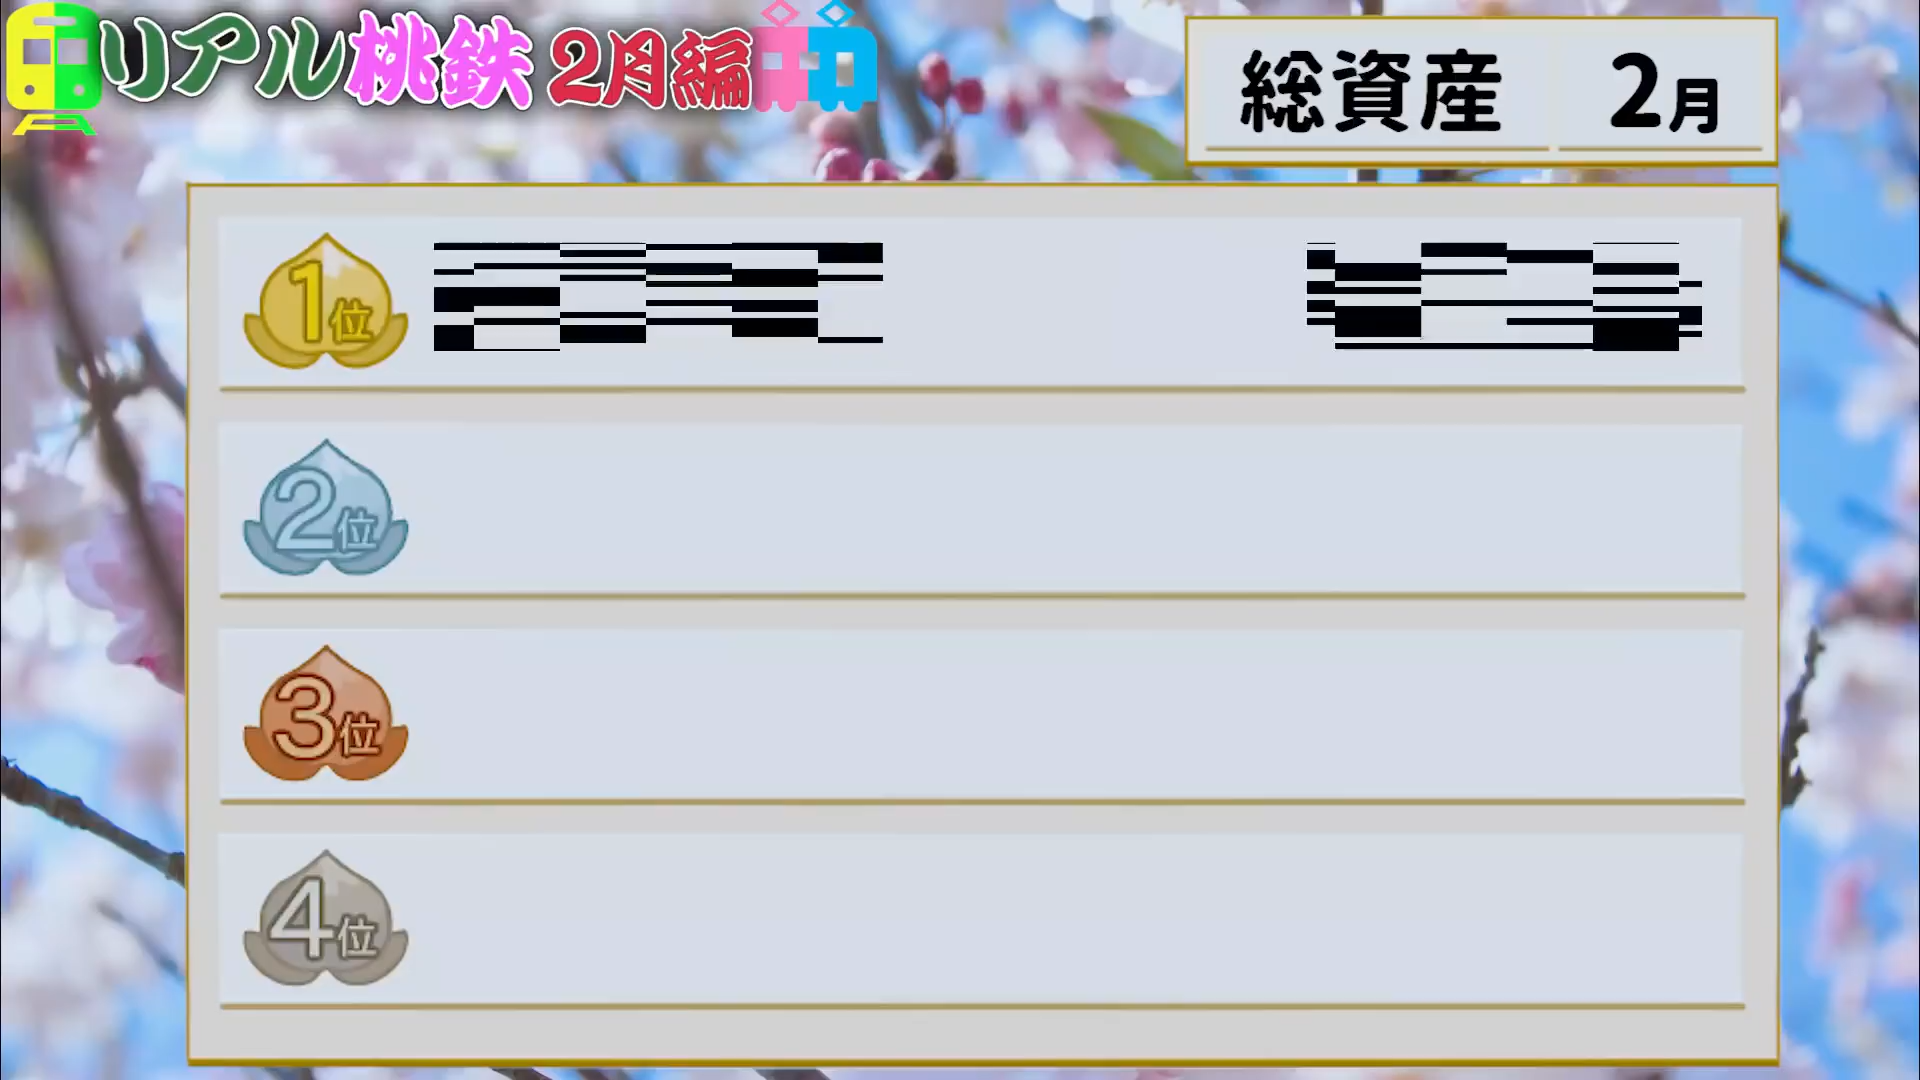 リアル桃鉄 2月編
総資産 2月
1位
2位
3位
4位